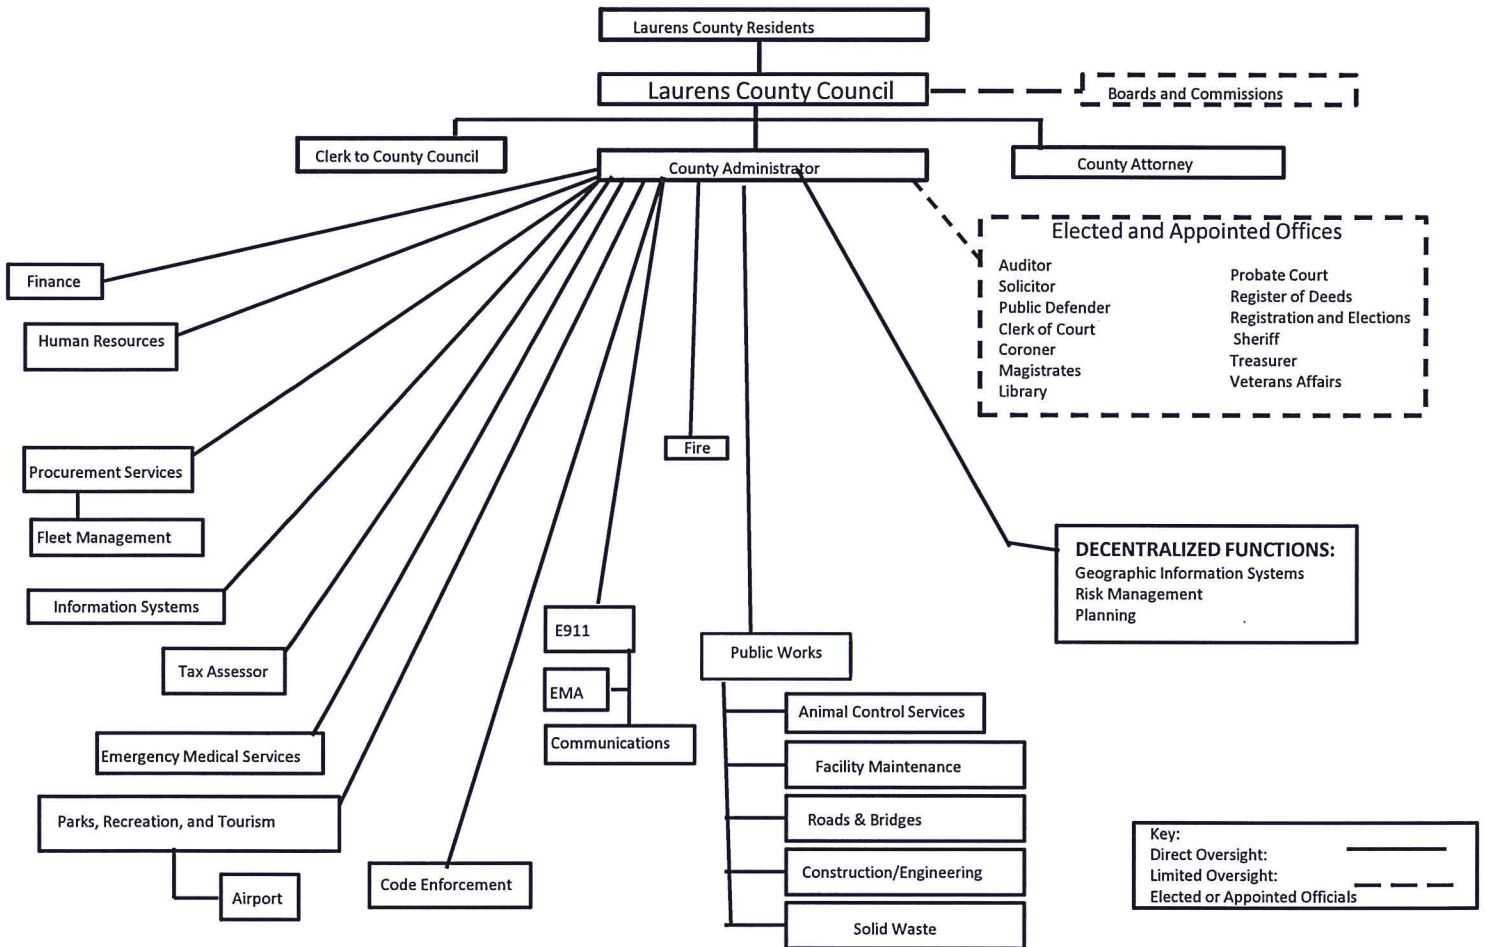 Laurens County Residents
Laurens County Council
Boards and Commissions
Clerk to County Council
County Administrator
County Attorney
Elected and Appointed Offices
Auditor
Solicitor
Public Defender
Clerk of Court
Coroner
Magistrates
Library
Probate Court
Register of Deeds
Registration and Elections
Sheriff
Treasurer
Veterans Affairs
Finance
Human Resources
Fire
Procurement Services
Fleet Management
Information Systems
Tax Assessor
Emergency Medical Services
Parks, Recreation, and Tourism
Airport
Code Enforcement
E911
EMA
Communications
Public Works
Animal Control Services
Facility Maintenance
Roads & Bridges
Construction/Engineering
Solid Waste
DECENTRALIZED FUNCTIONS:
Geographic Information Systems
Risk Management
Planning
Key:
Direct Oversight:
Limited Oversight:
Elected or Appointed Officials